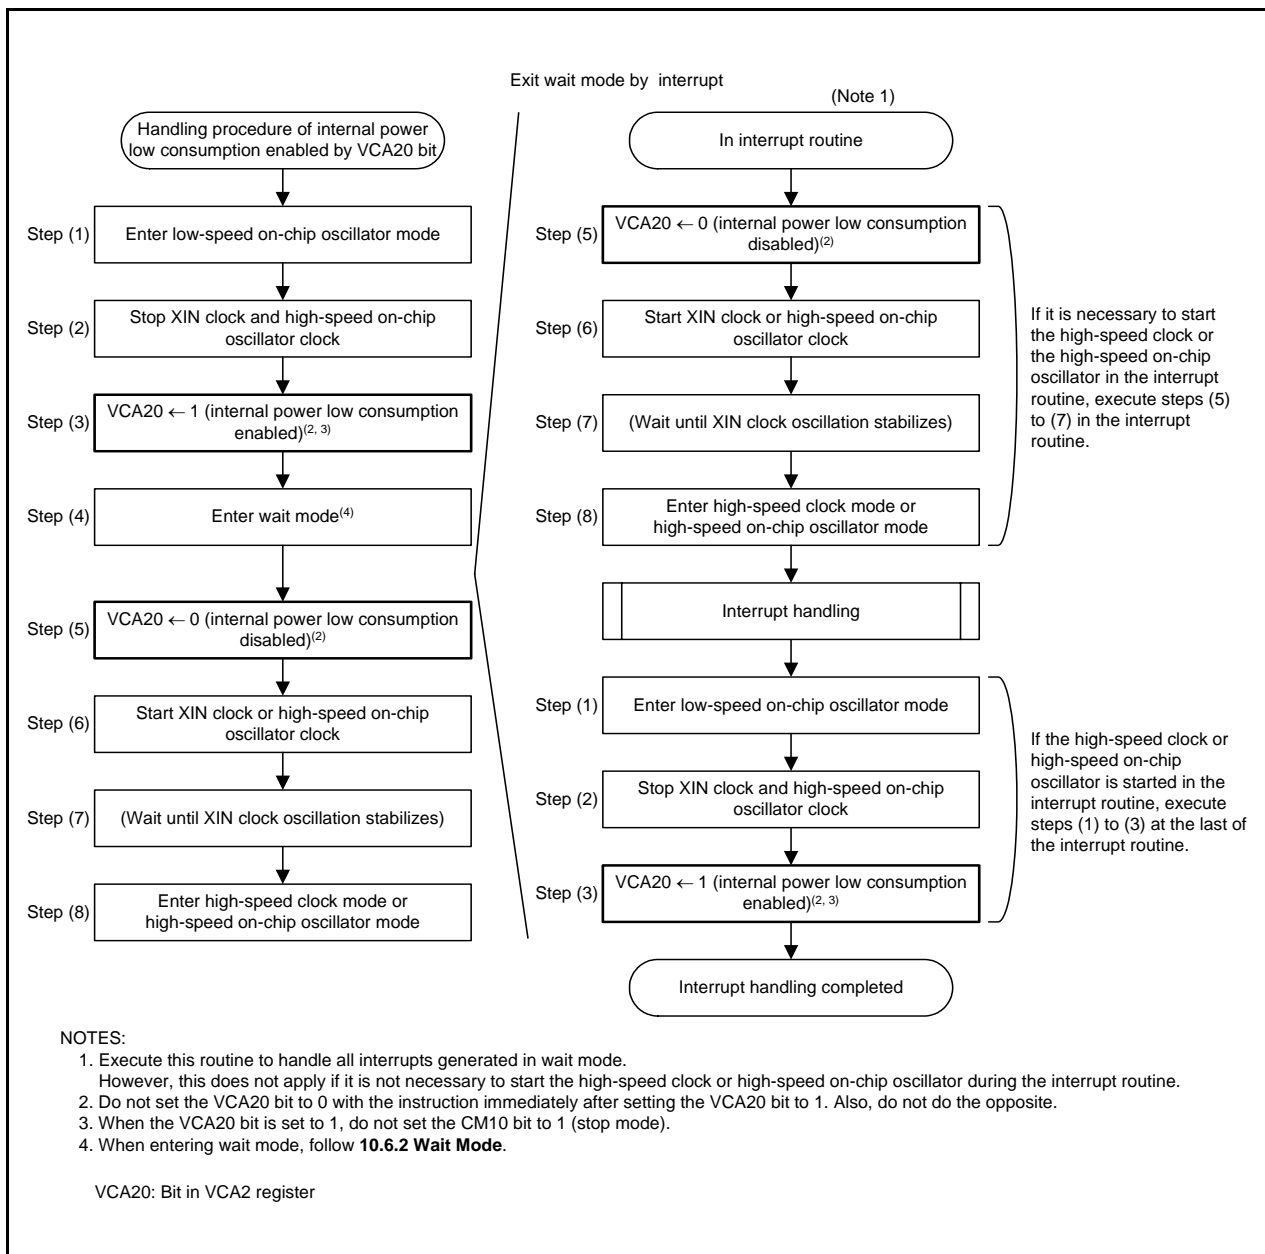 Exit wait mode by interrupt
(Note 1)
Handling procedure of internal power
low consumption enabled by VCA20 bit
Step (1)
Enter low-speed on-chip oscillator mode
Step (2)
Stop XIN clock and high-speed on-chip
oscillator clock
Step (3)
VCA20 ← 1 (internal power low consumption
enabled)(2, 3)
Step (4)
Enter wait mode(4)
Step (5)
VCA20 ← 0 (internal power low consumption
disabled)(2)
Step (6)
Start XIN clock or high-speed on-chip
oscillator clock
Step (7)
(Wait until XIN clock oscillation stabilizes)
Step (8)
Enter high-speed clock mode or
high-speed on-chip oscillator mode
In interrupt routine
Step (5)
VCA20 ← 0 (internal power low consumption
disabled)(2)
Step (6)
Start XIN clock or high-speed on-chip
oscillator clock
Step (7)
(Wait until XIN clock oscillation stabilizes)
Step (8)
Enter high-speed clock mode or
high-speed on-chip oscillator mode
If it is necessary to start
the high-speed clock or
the high-speed on-chip
oscillator in the interrupt
routine, execute steps (5)
to (7) in the interrupt
routine.
Interrupt handling
Step (1)
Enter low-speed on-chip oscillator mode
Step (2)
Stop XIN clock and high-speed on-chip
oscillator clock
Step (3)
VCA20 ← 1 (internal power low consumption
enabled)(2, 3)
If the high-speed clock or
high-speed on-chip
oscillator is started in the
interrupt routine, execute
steps (1) to (3) at the last of
the interrupt routine.
Interrupt handling completed
NOTES:
1. Execute this routine to handle all interrupts generated in wait mode.
However, this does not apply if it is not necessary to start the high-speed clock or high-speed on-chip oscillator during the interrupt routine.
2. Do not set the VCA20 bit to 0 with the instruction immediately after setting the VCA20 bit to 1. Also, do not do the opposite.
3. When the VCA20 bit is set to 1, do not set the CM10 bit to 1 (stop mode).
4. When entering wait mode, follow 10.6.2 Wait Mode.
VCA20: Bit in VCA2 register